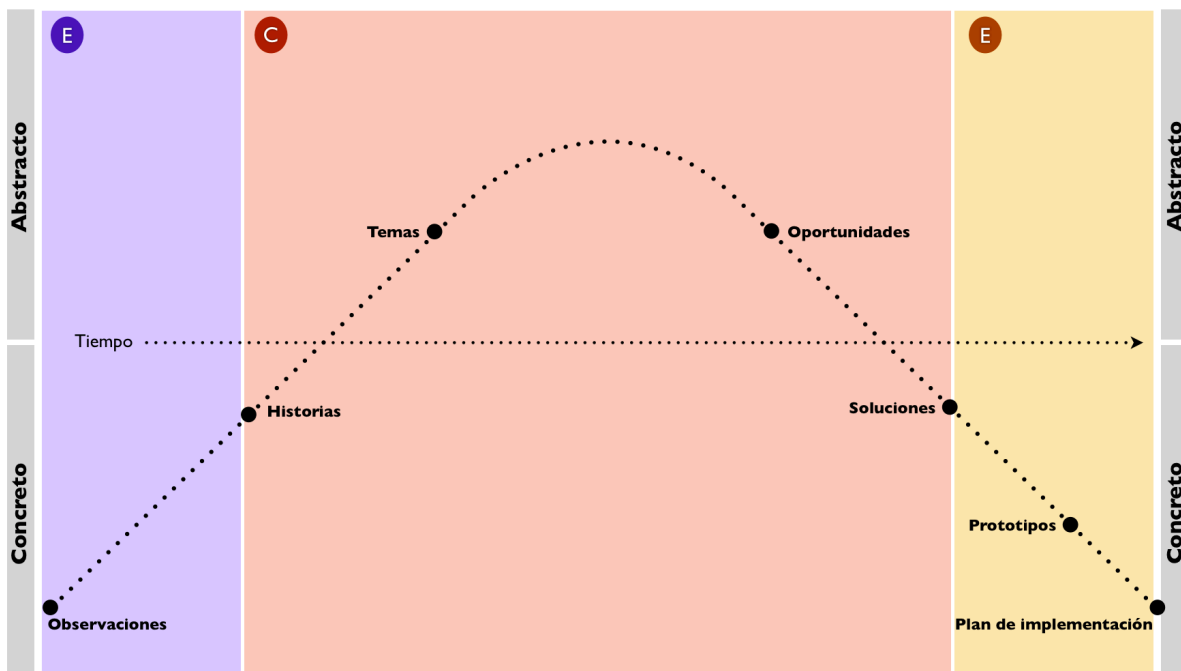 E
C
E
Abstracto
Abstracto
Temas
Oportunidades
Tiempo
Historias
Soluciones
Concreto
Concreto
Prototipos
Observaciones
Plan de implementación